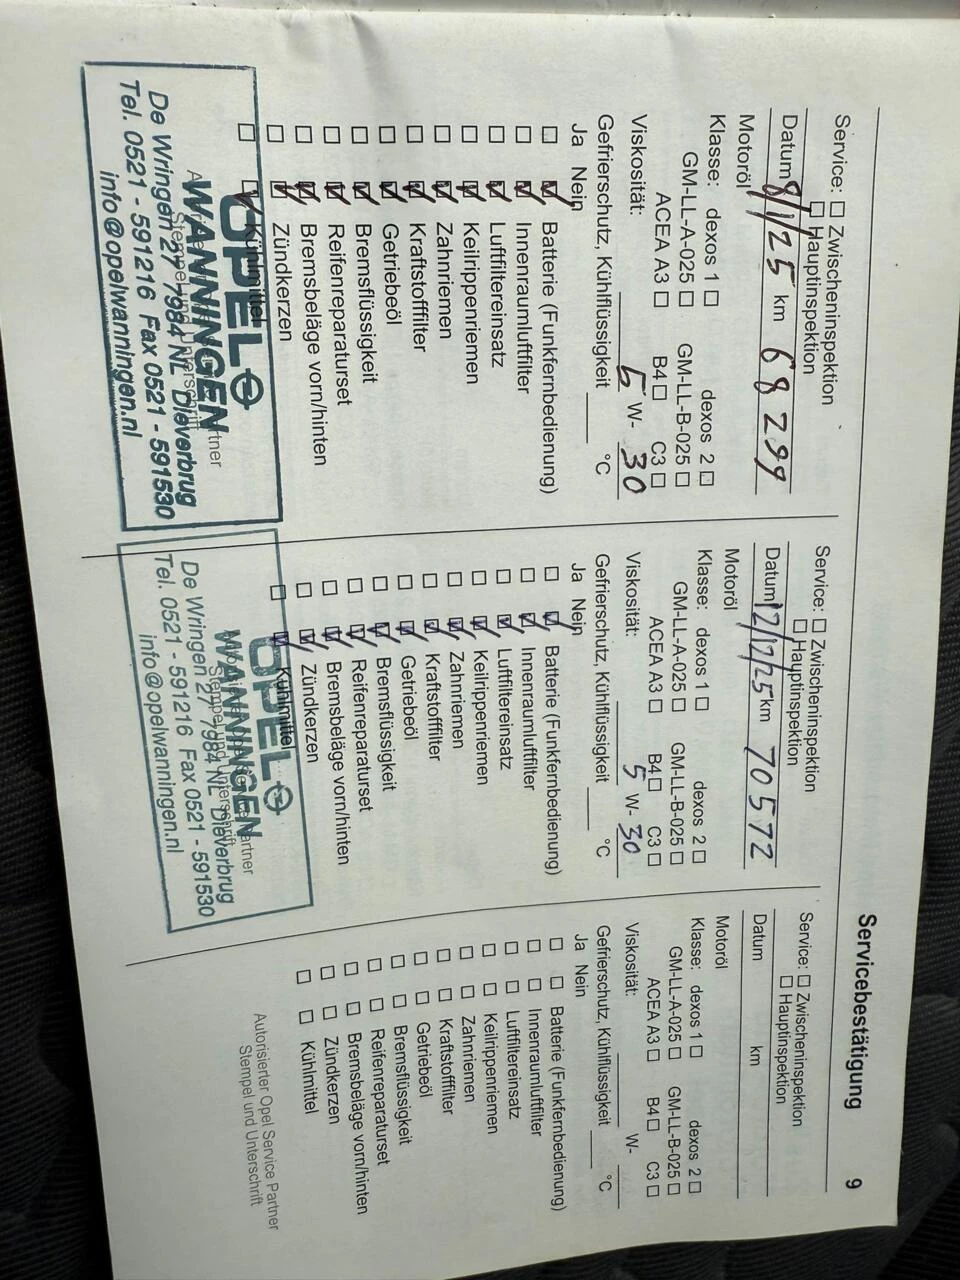 Servicebestätigung 9
Service: ☐ Zwischeninspektion
☐ Hauptinspektion
Datum 8/1/25 km 68299
Motoröl
Klasse: dexos 1 ☐ dexos 2 ☐
GM-LL-A-025 ☐ GM-LL-B-025 ☐
ACEA A3 ☐ B4 ☐ C3 ☐
Viskosität: 5 W- 30
Gefrierschutz, Kühlflüssigkeit ____ °C
Ja Nein
☐ ☑ Batterie (Funkfernbedienung)
☐ ☑ Innenraumluftfilter
☐ ☑ Luftfiltereinsatz
☐ ☑ Keilrippenriemen
☐ ☑ Zahnriemen
☐ ☑ Kraftstofffilter
☐ ☑ Getriebeöl
☐ ☑ Bremsflüssigkeit
☐ ☑ Reifenreparaturset
☐ ☑ Bremsbeläge vorn/hinten
☐ ☑ Zündkerzen
☐ ☑ Kühlmittel
OPEL
WANNINGEN
De Wringen 27 7984 NL Dieverbrug
Tel. 0521 - 591216 Fax 0521 - 591530
info@opelwanningen.nl
Service: ☐ Zwischeninspektion
☐ Hauptinspektion
Datum 12/12/25 km 70572
Motoröl
Klasse: dexos 1 ☐ dexos 2 ☐
GM-LL-A-025 ☐ GM-LL-B-025 ☐
ACEA A3 ☐ B4 ☐ C3 ☐
Viskosität: 5 W- 30
Gefrierschutz, Kühlflüssigkeit ____ °C
Ja Nein
☐ ☑ Batterie (Funkfernbedienung)
☐ ☑ Innenraumluftfilter
☐ ☑ Luftfiltereinsatz
☐ ☑ Keilrippenriemen
☐ ☑ Zahnriemen
☐ ☑ Kraftstofffilter
☐ ☑ Getriebeöl
☐ ☑ Bremsflüssigkeit
☐ ☑ Reifenreparaturset
☐ ☑ Bremsbeläge vorn/hinten
☐ ☑ Zündkerzen
☐ ☑ Kühlmittel
OPEL
WANNINGEN
De Wringen 27 7984 NL Dieverbrug
Tel. 0521 - 591216 Fax 0521 - 591530
info@opelwanningen.nl
Service: ☐ Zwischeninspektion
☐ Hauptinspektion
Datum km
Motoröl
Klasse: dexos 1 ☐ dexos 2 ☐
GM-LL-A-025 ☐ GM-LL-B-025 ☐
ACEA A3 ☐ B4 ☐ C3 ☐
Viskosität: ____ W- ____
Gefrierschutz, Kühlflüssigkeit ____ °C
Ja Nein
☐ ☐ Batterie (Funkfernbedienung)
☐ ☐ Innenraumluftfilter
☐ ☐ Luftfiltereinsatz
☐ ☐ Keilrippenriemen
☐ ☐ Zahnriemen
☐ ☐ Kraftstofffilter
☐ ☐ Getriebeöl
☐ ☐ Bremsflüssigkeit
☐ ☐ Reifenreparaturset
☐ ☐ Bremsbeläge vorn/hinten
☐ ☐ Zündkerzen
☐ ☐ Kühlmittel
Autorisierter Opel Service Partner
Stempel und Unterschrift